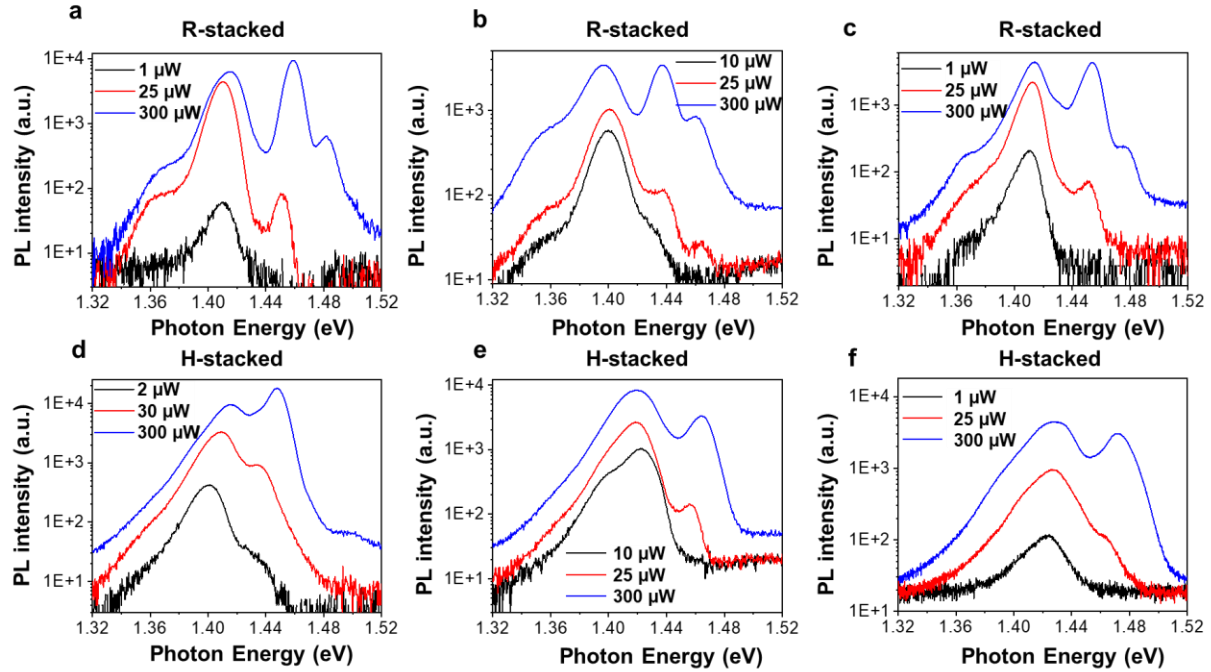 a
R-stacked
1E+4
1E+3
1E+2
1E+1
PL intensity (a.u.)
1 µW
25 µW
300 µW
1.32 1.36 1.40 1.44 1.48 1.52
Photon Energy (eV)
b
R-stacked
1E+3
1E+2
1E+1
PL intensity (a.u.)
10 µW
25 µW
300 µW
1.32 1.36 1.40 1.44 1.48 1.52
Photon Energy (eV)
c
R-stacked
1E+3
1E+2
1E+1
PL intensity (a.u.)
1 µW
25 µW
300 µW
1.32 1.36 1.40 1.44 1.48 1.52
Photon Energy (eV)
d
H-stacked
1E+4
1E+3
1E+2
1E+1
PL intensity (a.u.)
2 µW
30 µW
300 µW
1.32 1.36 1.40 1.44 1.48 1.52
Photon Energy (eV)
e
H-stacked
1E+4
1E+3
1E+2
1E+1
PL intensity (a.u.)
10 µW
25 µW
300 µW
1.32 1.36 1.40 1.44 1.48 1.52
Photon Energy (eV)
f
H-stacked
1E+4
1E+3
1E+2
1E+1
PL intensity (a.u.)
1 µW
25 µW
300 µW
1.32 1.36 1.40 1.44 1.48 1.52
Photon Energy (eV)